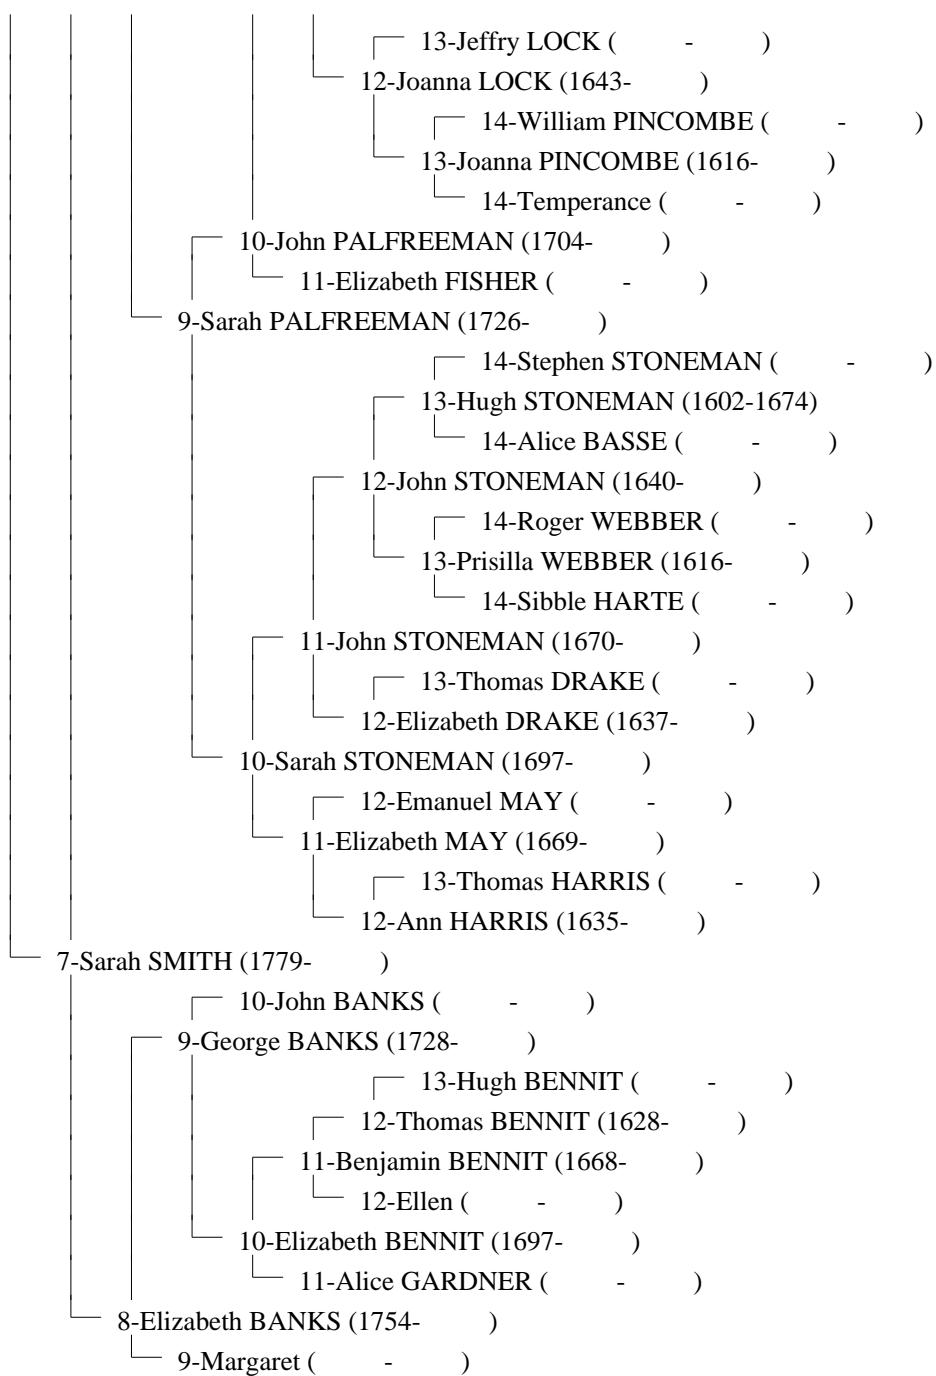 13-Jeffry LOCK ( - )
12-Joanna LOCK (1643- )
14-William PINCOMBE ( - )
13-Joanna PINCOMBE (1616- )
14-Temperance ( - )
10-John PALFREEMAN (1704- )
11-Elizabeth FISHER ( - )
9-Sarah PALFREEMAN (1726- )
14-Stephen STONEMAN ( - )
13-Hugh STONEMAN (1602-1674)
14-Alice BASSE ( - )
12-John STONEMAN (1640- )
14-Roger WEBBER ( - )
13-Prisilla WEBBER (1616- )
14-Sibble HARTE ( - )
11-John STONEMAN (1670- )
13-Thomas DRAKE ( - )
12-Elizabeth DRAKE (1637- )
10-Sarah STONEMAN (1697- )
12-Emanuel MAY ( - )
11-Elizabeth MAY (1669- )
13-Thomas HARRIS ( - )
12-Ann HARRIS (1635- )
7-Sarah SMITH (1779- )
10-John BANKS ( - )
9-George BANKS (1728- )
13-Hugh BENNIT ( - )
12-Thomas BENNIT (1628- )
11-Benjamin BENNIT (1668- )
12-Ellen ( - )
10-Elizabeth BENNIT (1697- )
11-Alice GARDNER ( - )
8-Elizabeth BANKS (1754- )
9-Margaret ( - )